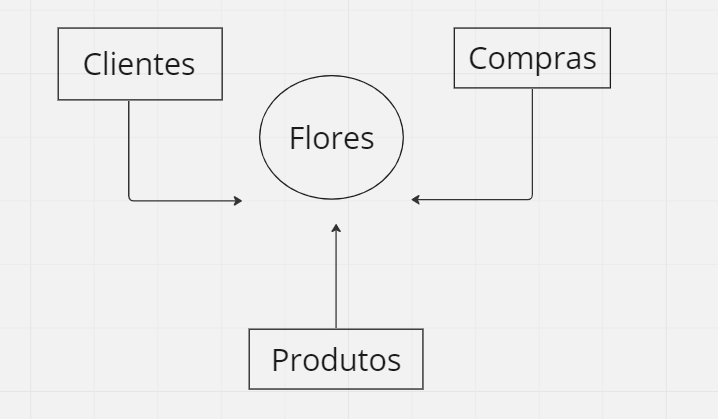 Clientes
Compras
Flores
Produtos